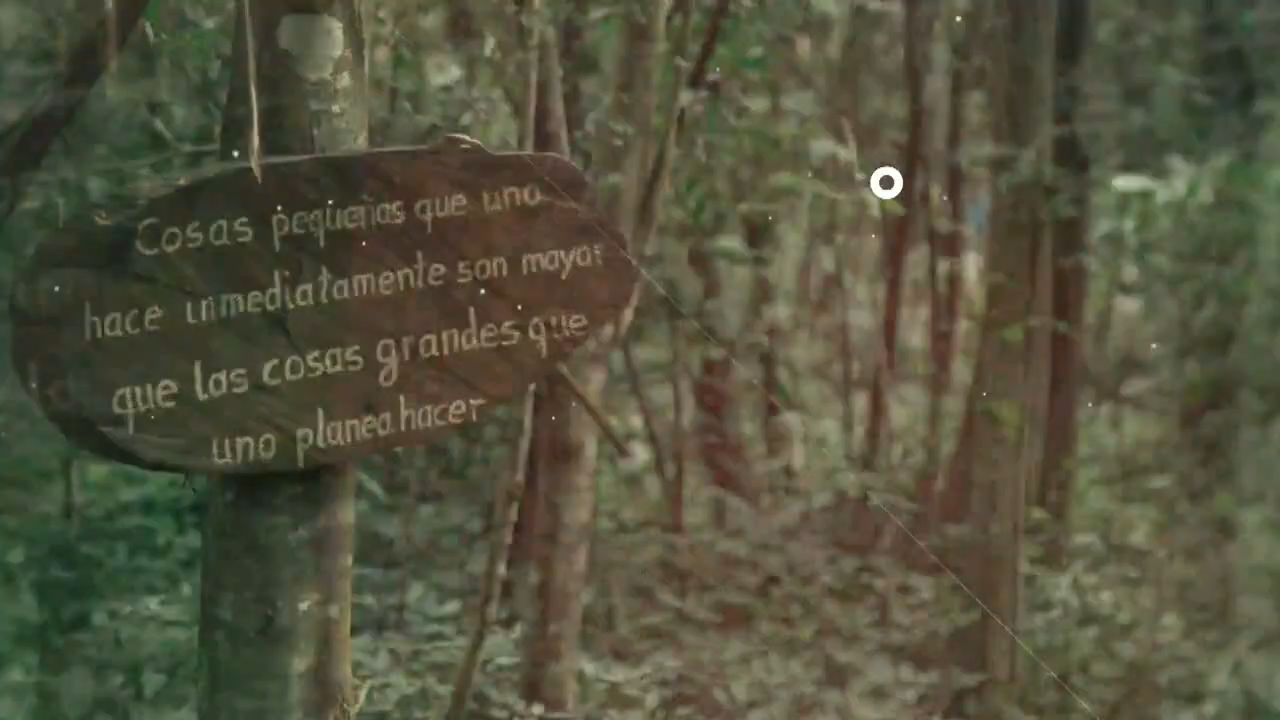 Cosas pequeñas que uno
hace inmediatamente son mayor
que las cosas grandes que
uno planea hacer